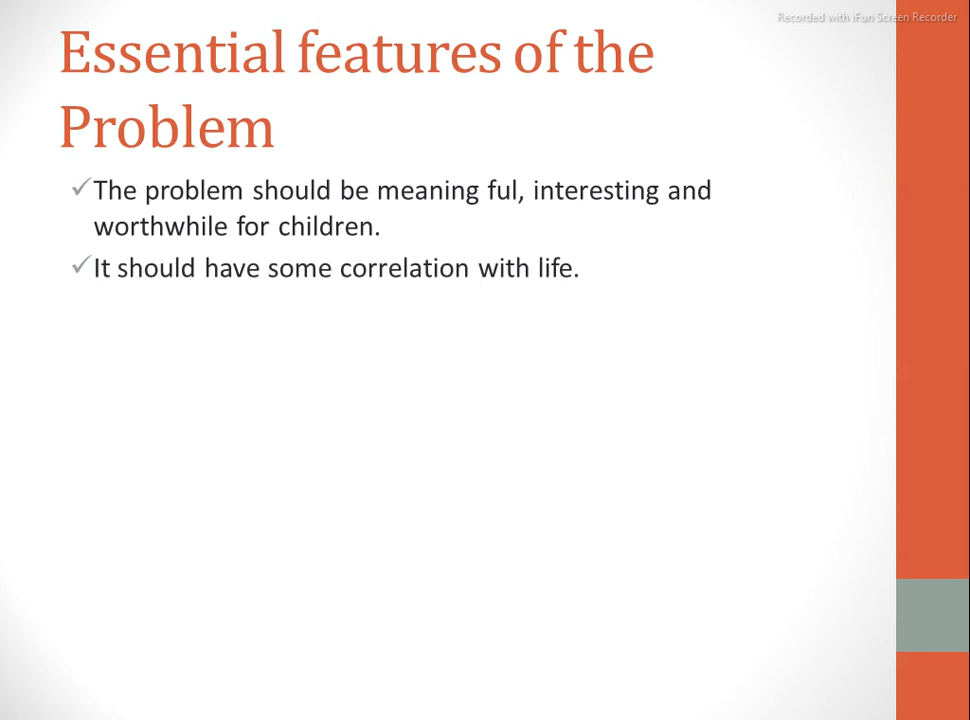 Recorded with iFun Screen Recorder
Essential features of the
Problem
✓The problem should be meaning ful, interesting and
worthwhile for children.
✓It should have some correlation with life.